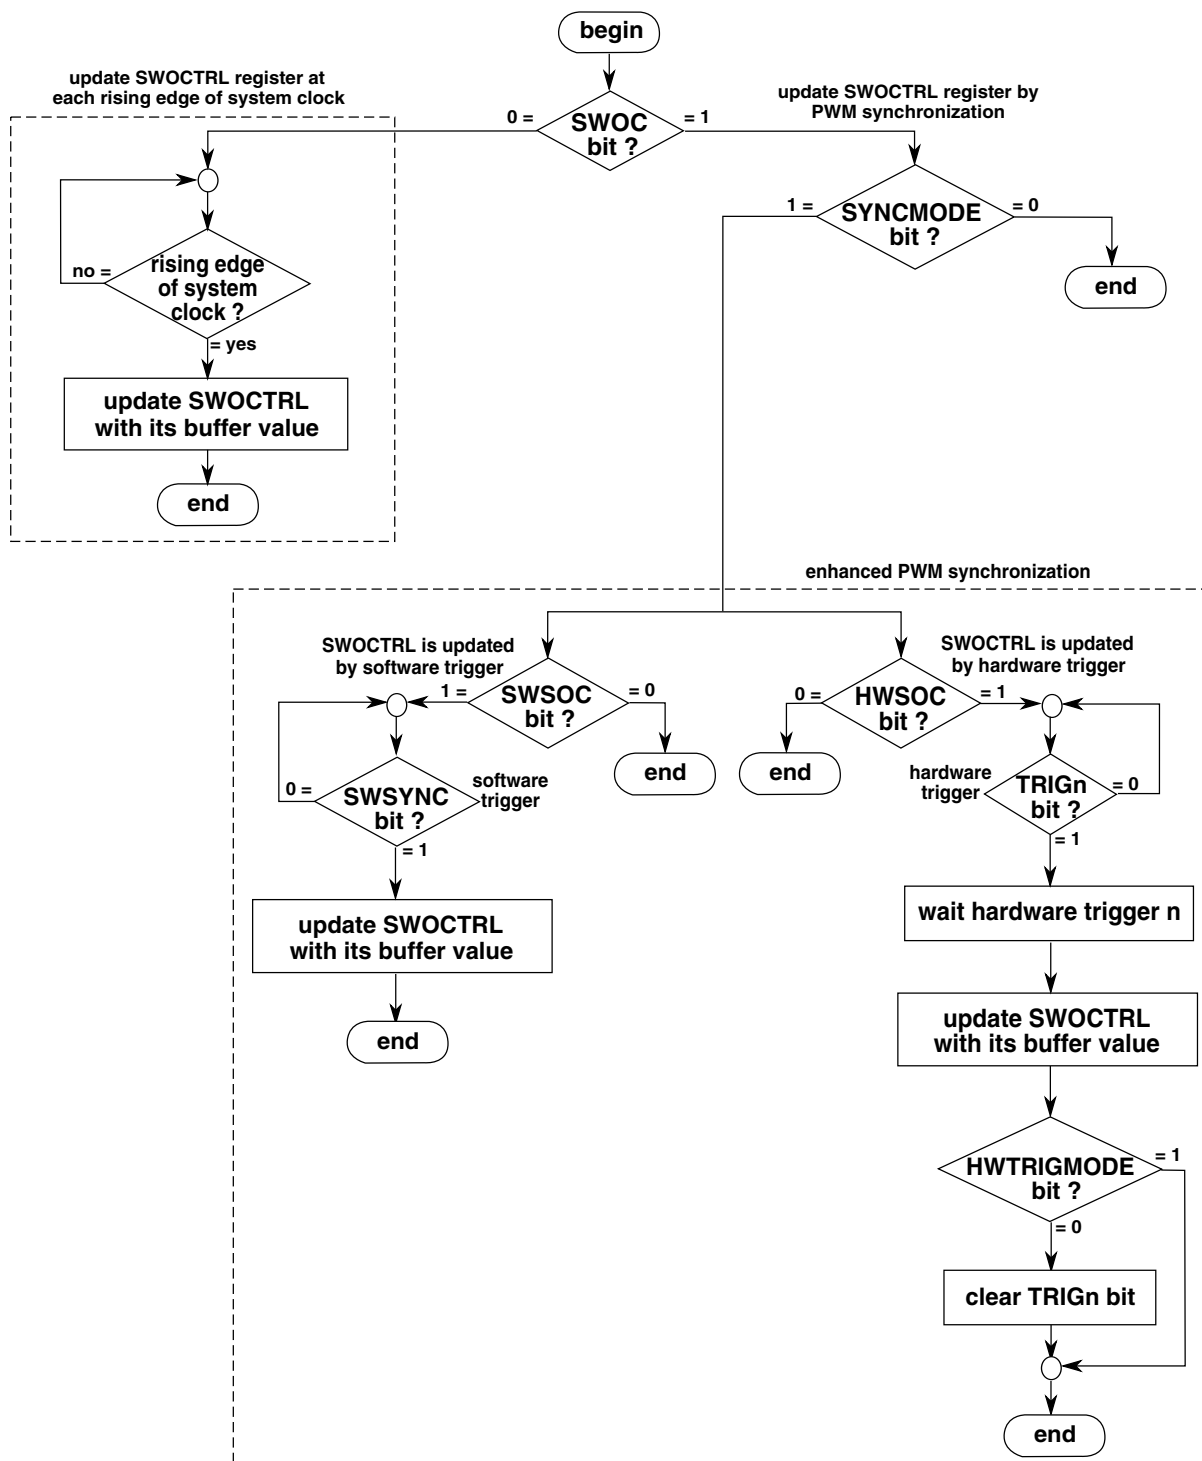 begin
update SWOCTRL register at
each rising edge of system clock
update SWOCTRL register by
PWM synchronization
0 =
SWOC
bit ?
= 1
1 =
SYNCMODE
bit ?
= 0
end
no =
rising edge
of system
clock ?
= yes
update SWOCTRL
with its buffer value
end
enhanced PWM synchronization
SWOCTRL is updated
by software trigger
SWOCTRL is updated
by hardware trigger
1 =
SWSOC
bit ?
= 0
0 =
HWSOC
bit ?
= 1
end
end
0 =
SWSYNC
bit ?
software
trigger
= 1
hardware
trigger
TRIGn
bit ?
= 0
= 1
update SWOCTRL
with its buffer value
end
wait hardware trigger n
update SWOCTRL
with its buffer value
HWTRIGMODE
bit ?
= 1
= 0
clear TRIGn bit
end